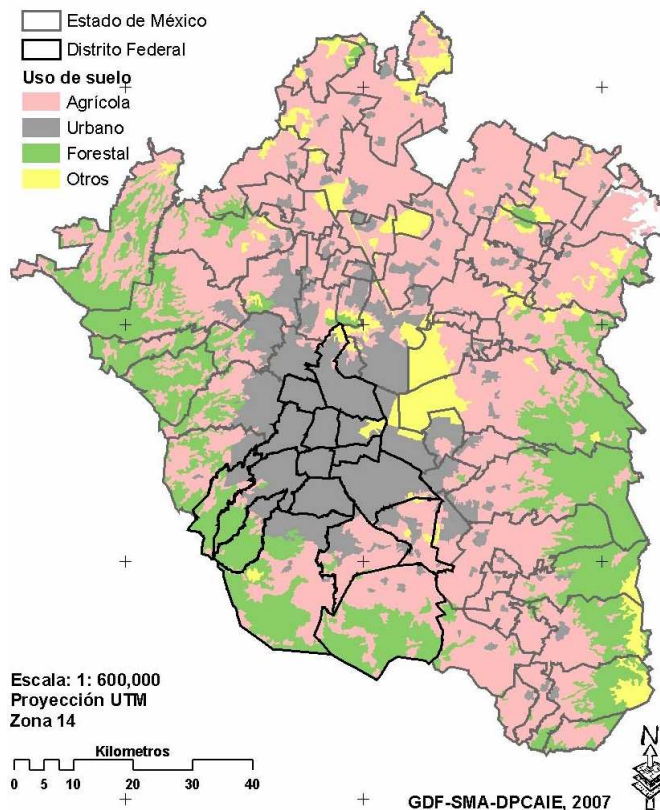 Estado de México
Distrito Federal
Uso de suelo
Agrícola
Urbano
Forestal
Otros
Escala: 1: 600,000
Proyección UTM
Zona 14
Kilometros
0 5 10 20 30 40
N
GDF-SMA-DPCAIE, 2007